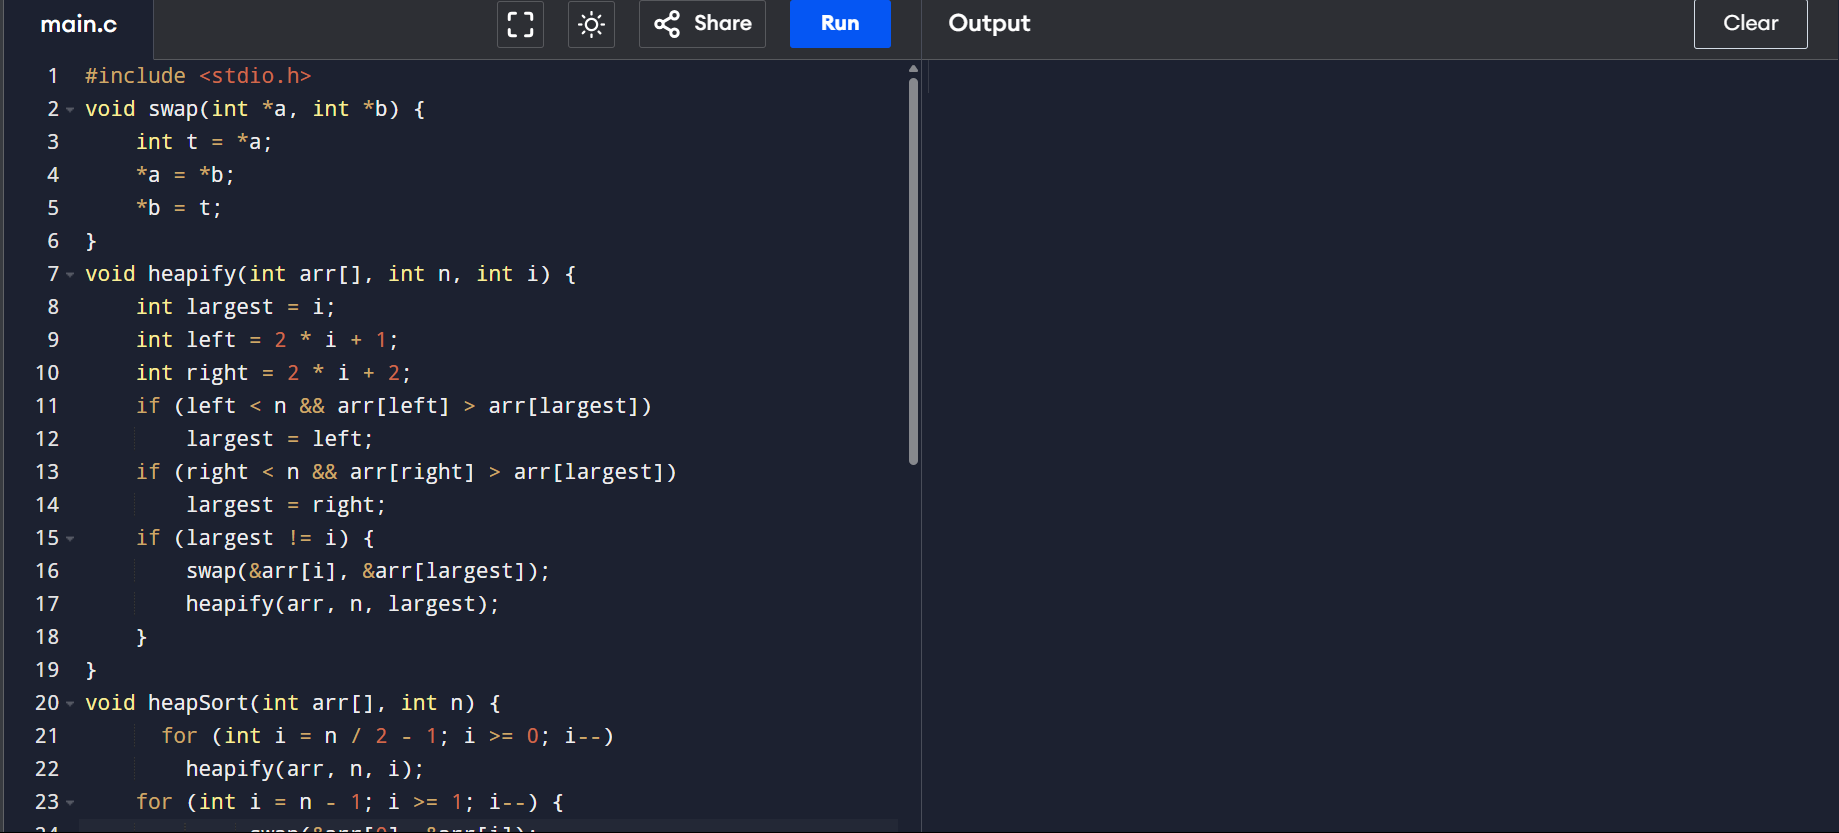 main.c Share Run Output Clear
1 #include <stdio.h>
2 void swap(int *a, int *b) {
3     int t = *a;
4     *a = *b;
5     *b = t;
6 }
7 void heapify(int arr[], int n, int i) {
8     int largest = i;
9     int left = 2 * i + 1;
10     int right = 2 * i + 2;
11     if (left < n && arr[left] > arr[largest])
12         largest = left;
13     if (right < n && arr[right] > arr[largest])
14         largest = right;
15     if (largest != i) {
16         swap(&arr[i], &arr[largest]);
17         heapify(arr, n, largest);
18     }
19 }
20 void heapSort(int arr[], int n) {
21       for (int i = n / 2 - 1; i >= 0; i--)
22         heapify(arr, n, i);
23     for (int i = n - 1; i >= 1; i--) {
24              swap(&arr[0], &arr[i]);